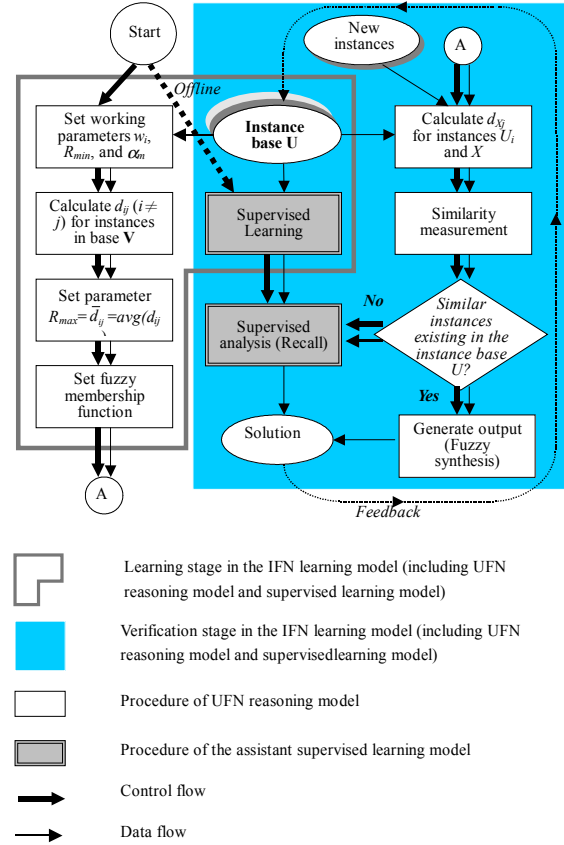 Start
New
instances
A
Offline
Set working
parameters wᵢ,
Rₘᵢₙ, and αₘ
Instance
base U
Calculate d_Xj
for instances Uᵢ
and X
Calculate dᵢⱼ (i≠
j) for instances
in base V
Supervised
Learning
Similarity
measurement
Set parameter
Rₘₐₓ=d̅ᵢⱼ=avg(dᵢⱼ
Supervised
analysis (Recall)
No
Similar
instances
existing in the
instance base
U?
Set fuzzy
membership
function
Yes
Solution
Generate output
(Fuzzy
synthesis)
A
Feedback
Learning stage in the IFN learning model (including UFN
reasoning model and supervised learning model)
Verification stage in the IFN learning model (including UFN
reasoning model and supervisedlearning model)
Procedure of UFN reasoning model
Procedure of the assistant supervised learning model
Control flow
Data flow